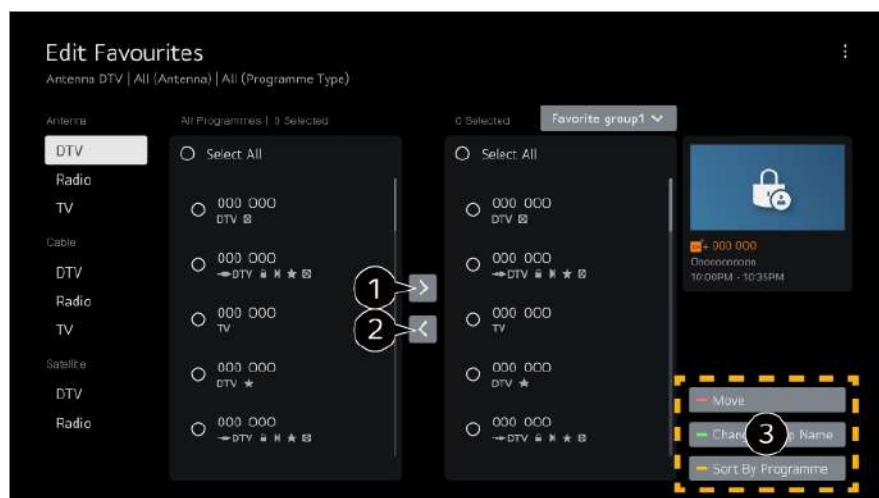 Edit Favourites
Antenna DTV | All (Antenna) | All (Programme Type)
Antenna
DTV
Radio
TV
Cable
DTV
Radio
TV
Satellite
DTV
Radio
All Programmes | 0 Selected
Select All
000 000
DTV
000 000
DTV
000 000
TV
000 000
DTV ★
000 000
DTV
1
>
2
<
0 Selected
Favorite group1
Select All
000 000
DTV
000 000
DTV
000 000
TV
000 000
DTV ★
000 000
DTV
000 000
10:00PM - 10:35PM
Move
3
Name
Sort By Programme